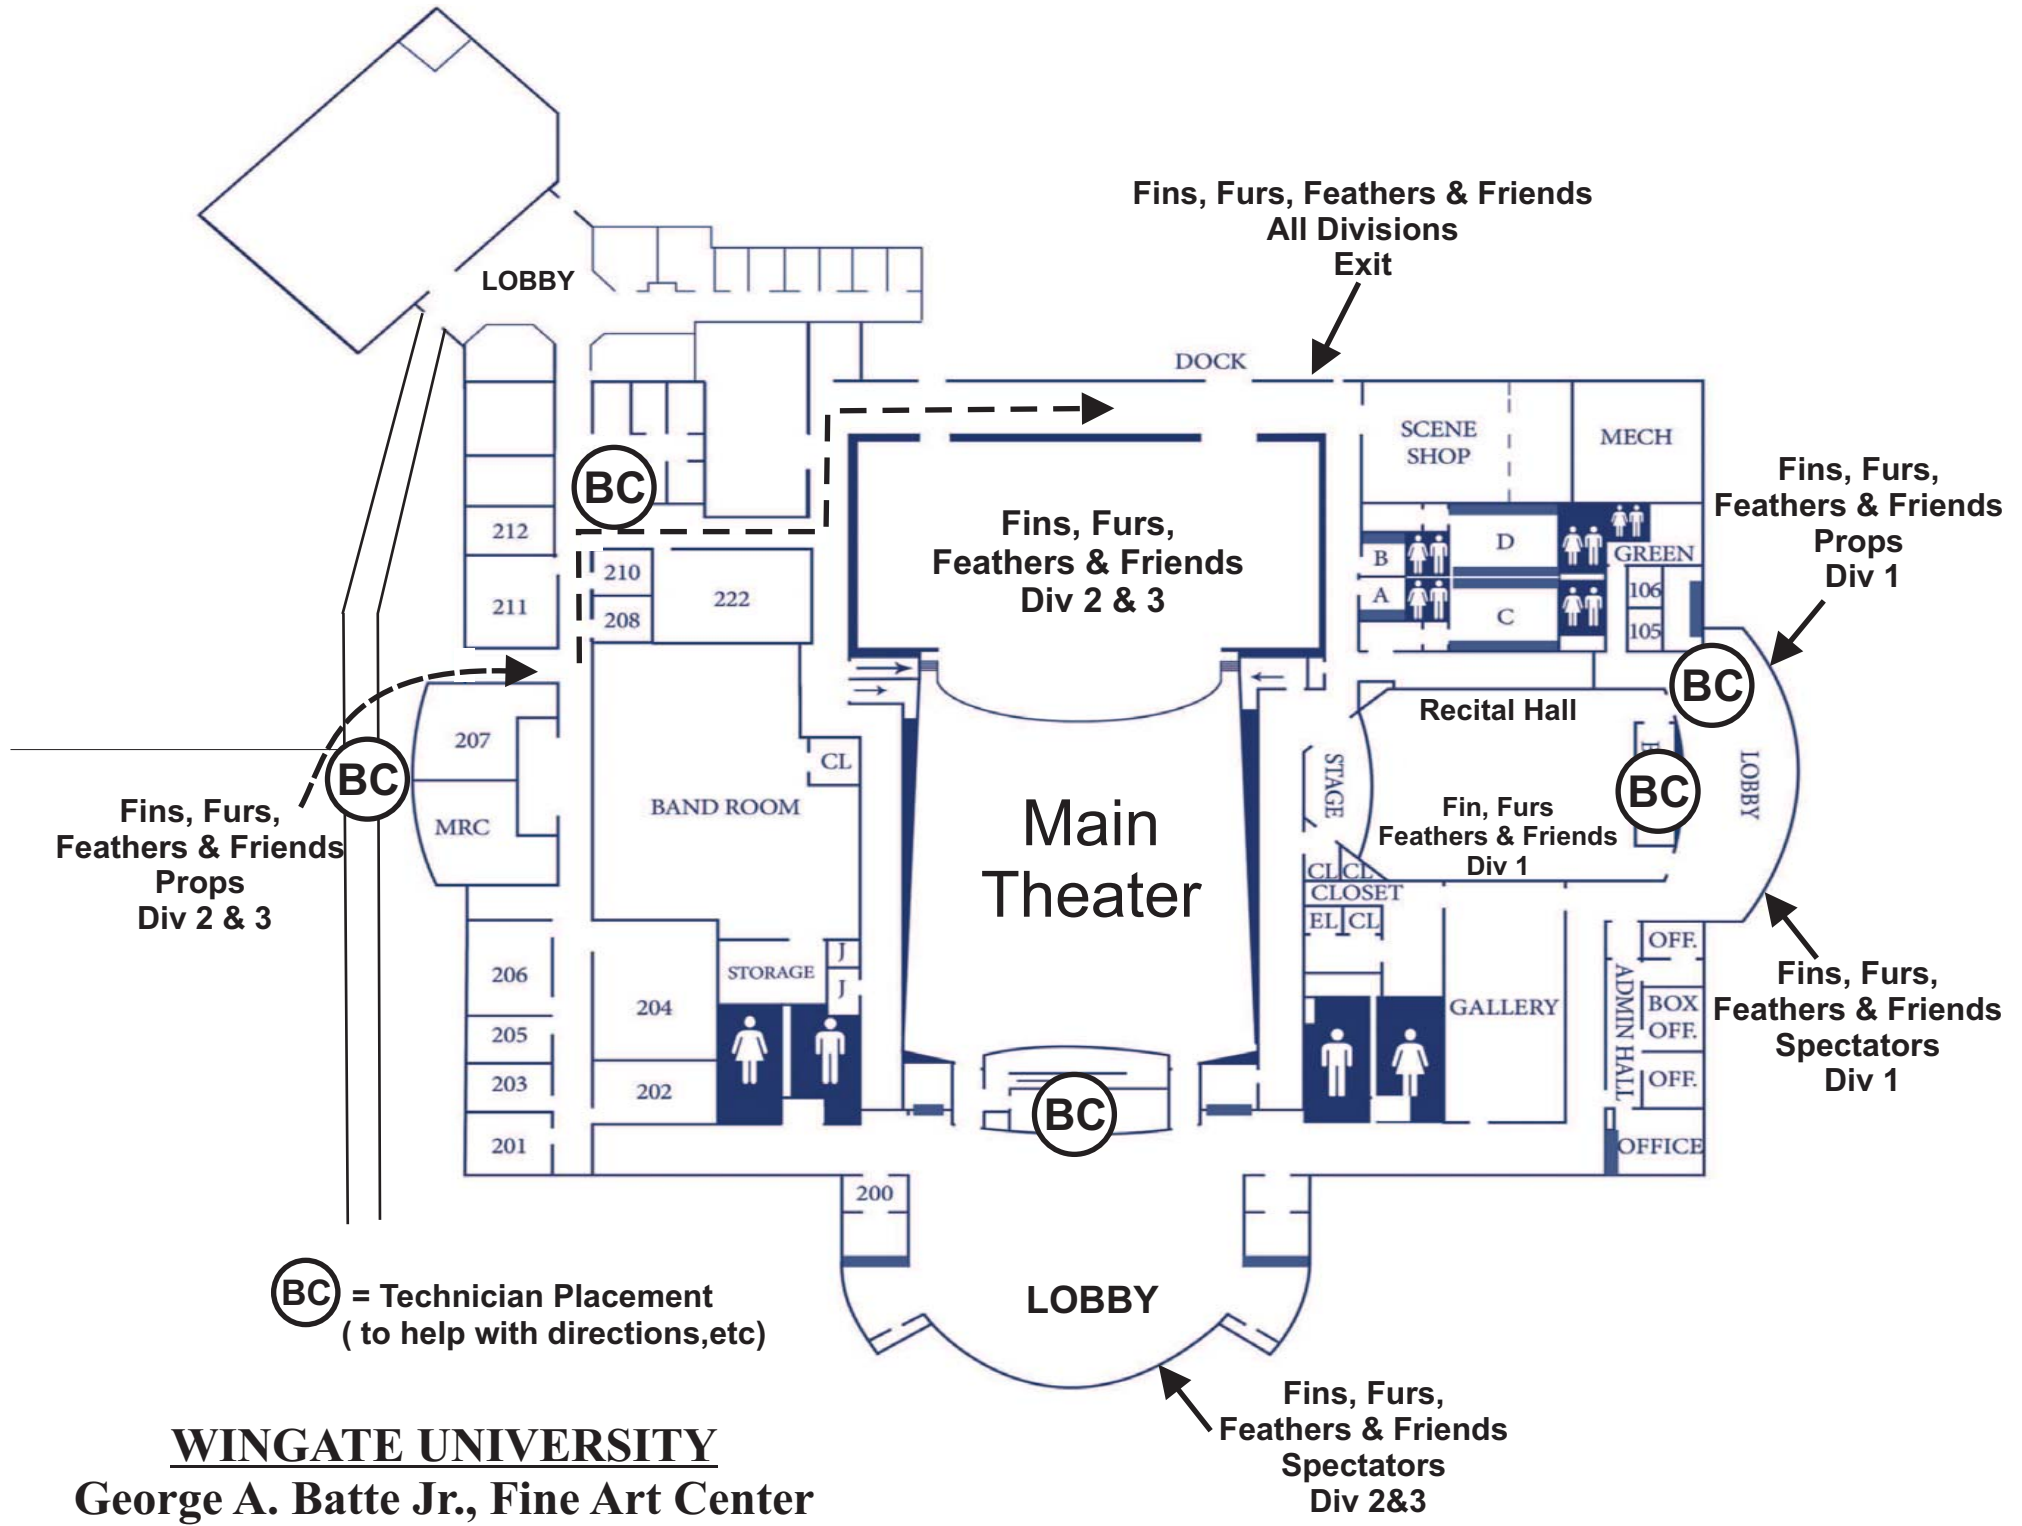 Fins, Furs, Feathers & Friends
All Divisions
Exit
LOBBY
DOCK
SCENE
SHOP
MECH
Fins, Furs,
Feathers & Friends
Props
Div 1
BC
212
211
210
208
222
Fins, Furs,
Feathers & Friends
Div 2 & 3
B
A
D
C
GREEN
106
105
BC
Recital Hall
207
MRC
BC
CL
BAND ROOM
Main
Theater
STAGE
Fin, Furs
Feathers & Friends
Div 1
BC
LOBBY
Fins, Furs,
Feathers & Friends
Props
Div 2 & 3
CL
CL
CLOSET
EL
CL
206
205
203
201
204
202
STORAGE
J
J
GALLERY
ADMIN HALL
OFF.
BOX
OFF.
OFF.
OFFICE
Fins, Furs,
Feathers & Friends
Spectators
Div 1
BC
200
LOBBY
BC = Technician Placement
( to help with directions,etc)
Fins, Furs,
Feathers & Friends
Spectators
Div 2&3
WINGATE UNIVERSITY
George A. Batte Jr., Fine Art Center